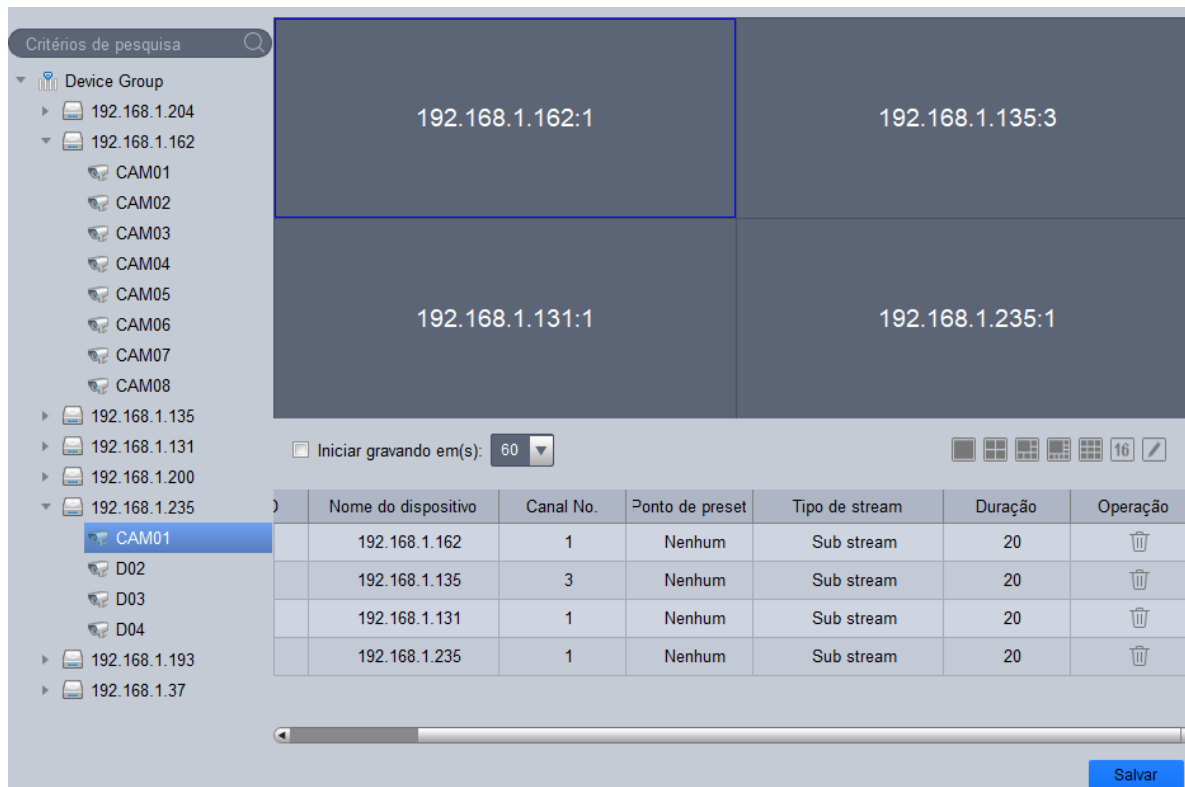 Critérios de pesquisa
Device Group
192.168.1.204
192.168.1.162
CAM01
CAM02
CAM03
CAM04
CAM05
CAM06
CAM07
CAM08
192.168.1.135
192.168.1.131
192.168.1.200
192.168.1.235
CAM01
D02
D03
D04
192.168.1.193
192.168.1.37
192.168.1.162:1 192.168.1.135:3
192.168.1.131:1 192.168.1.235:1
Iniciar gravando em(s): 60 16
Nome do dispositivo Canal No. Ponto de preset Tipo de stream Duração Operação
192.168.1.162 1 Nenhum Sub stream 20
192.168.1.135 3 Nenhum Sub stream 20
192.168.1.131 1 Nenhum Sub stream 20
192.168.1.235 1 Nenhum Sub stream 20
Salvar